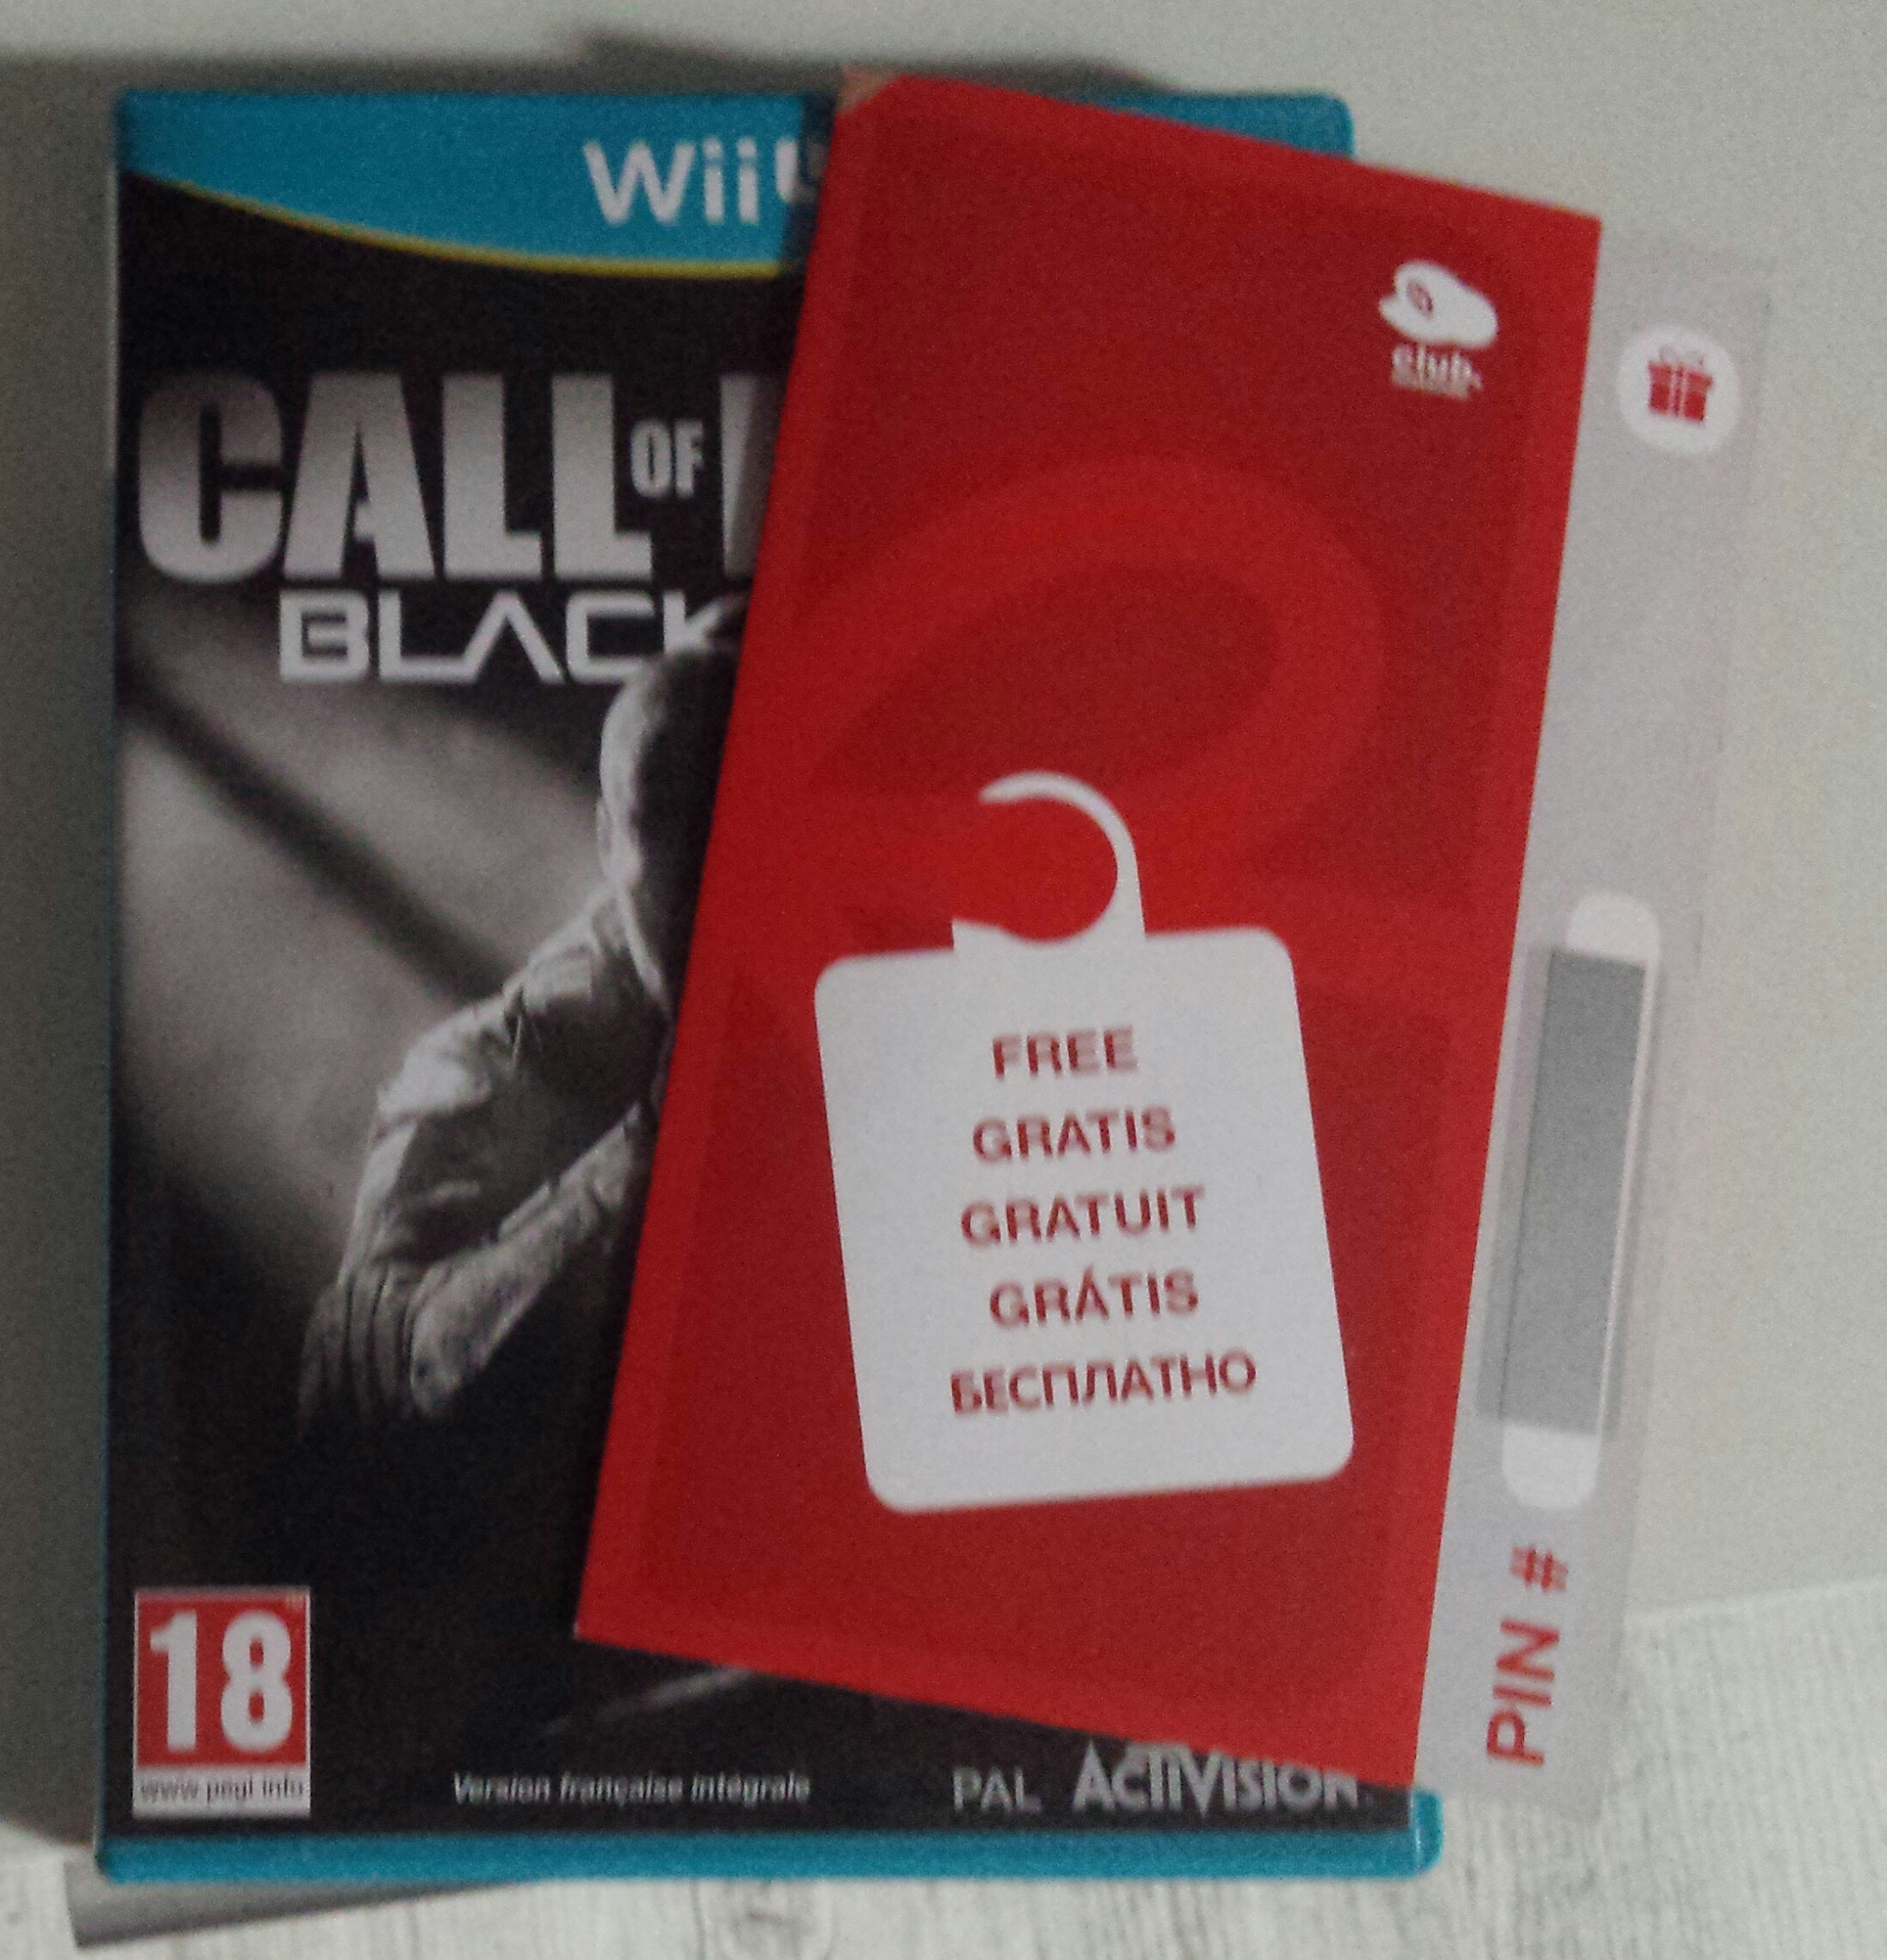 Wii U
CALL OF
BLACK
club
FREE
GRATIS
GRATUIT
GRÁTIS
БЕСПЛАТНО
PIN #
18
www.pegi.info
Version française intégrale
PAL ACTIVISION